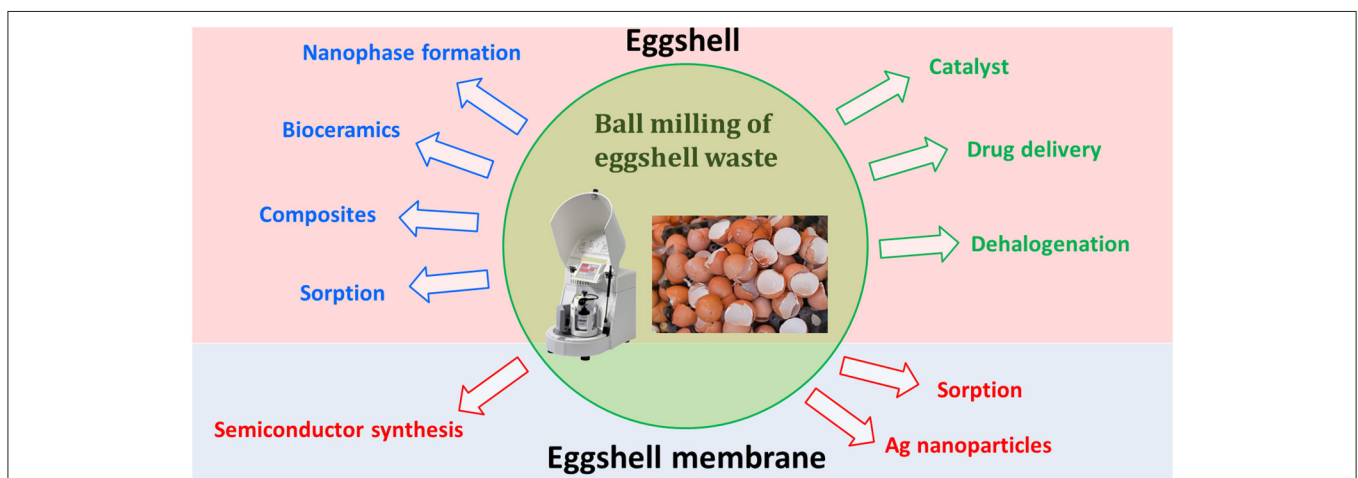 Eggshell
Nanophase formation
Bioceramics
Composites
Sorption
Ball milling of
eggshell waste
Catalyst
Drug delivery
Dehalogenation
Semiconductor synthesis
Sorption
Ag nanoparticles
Eggshell membrane